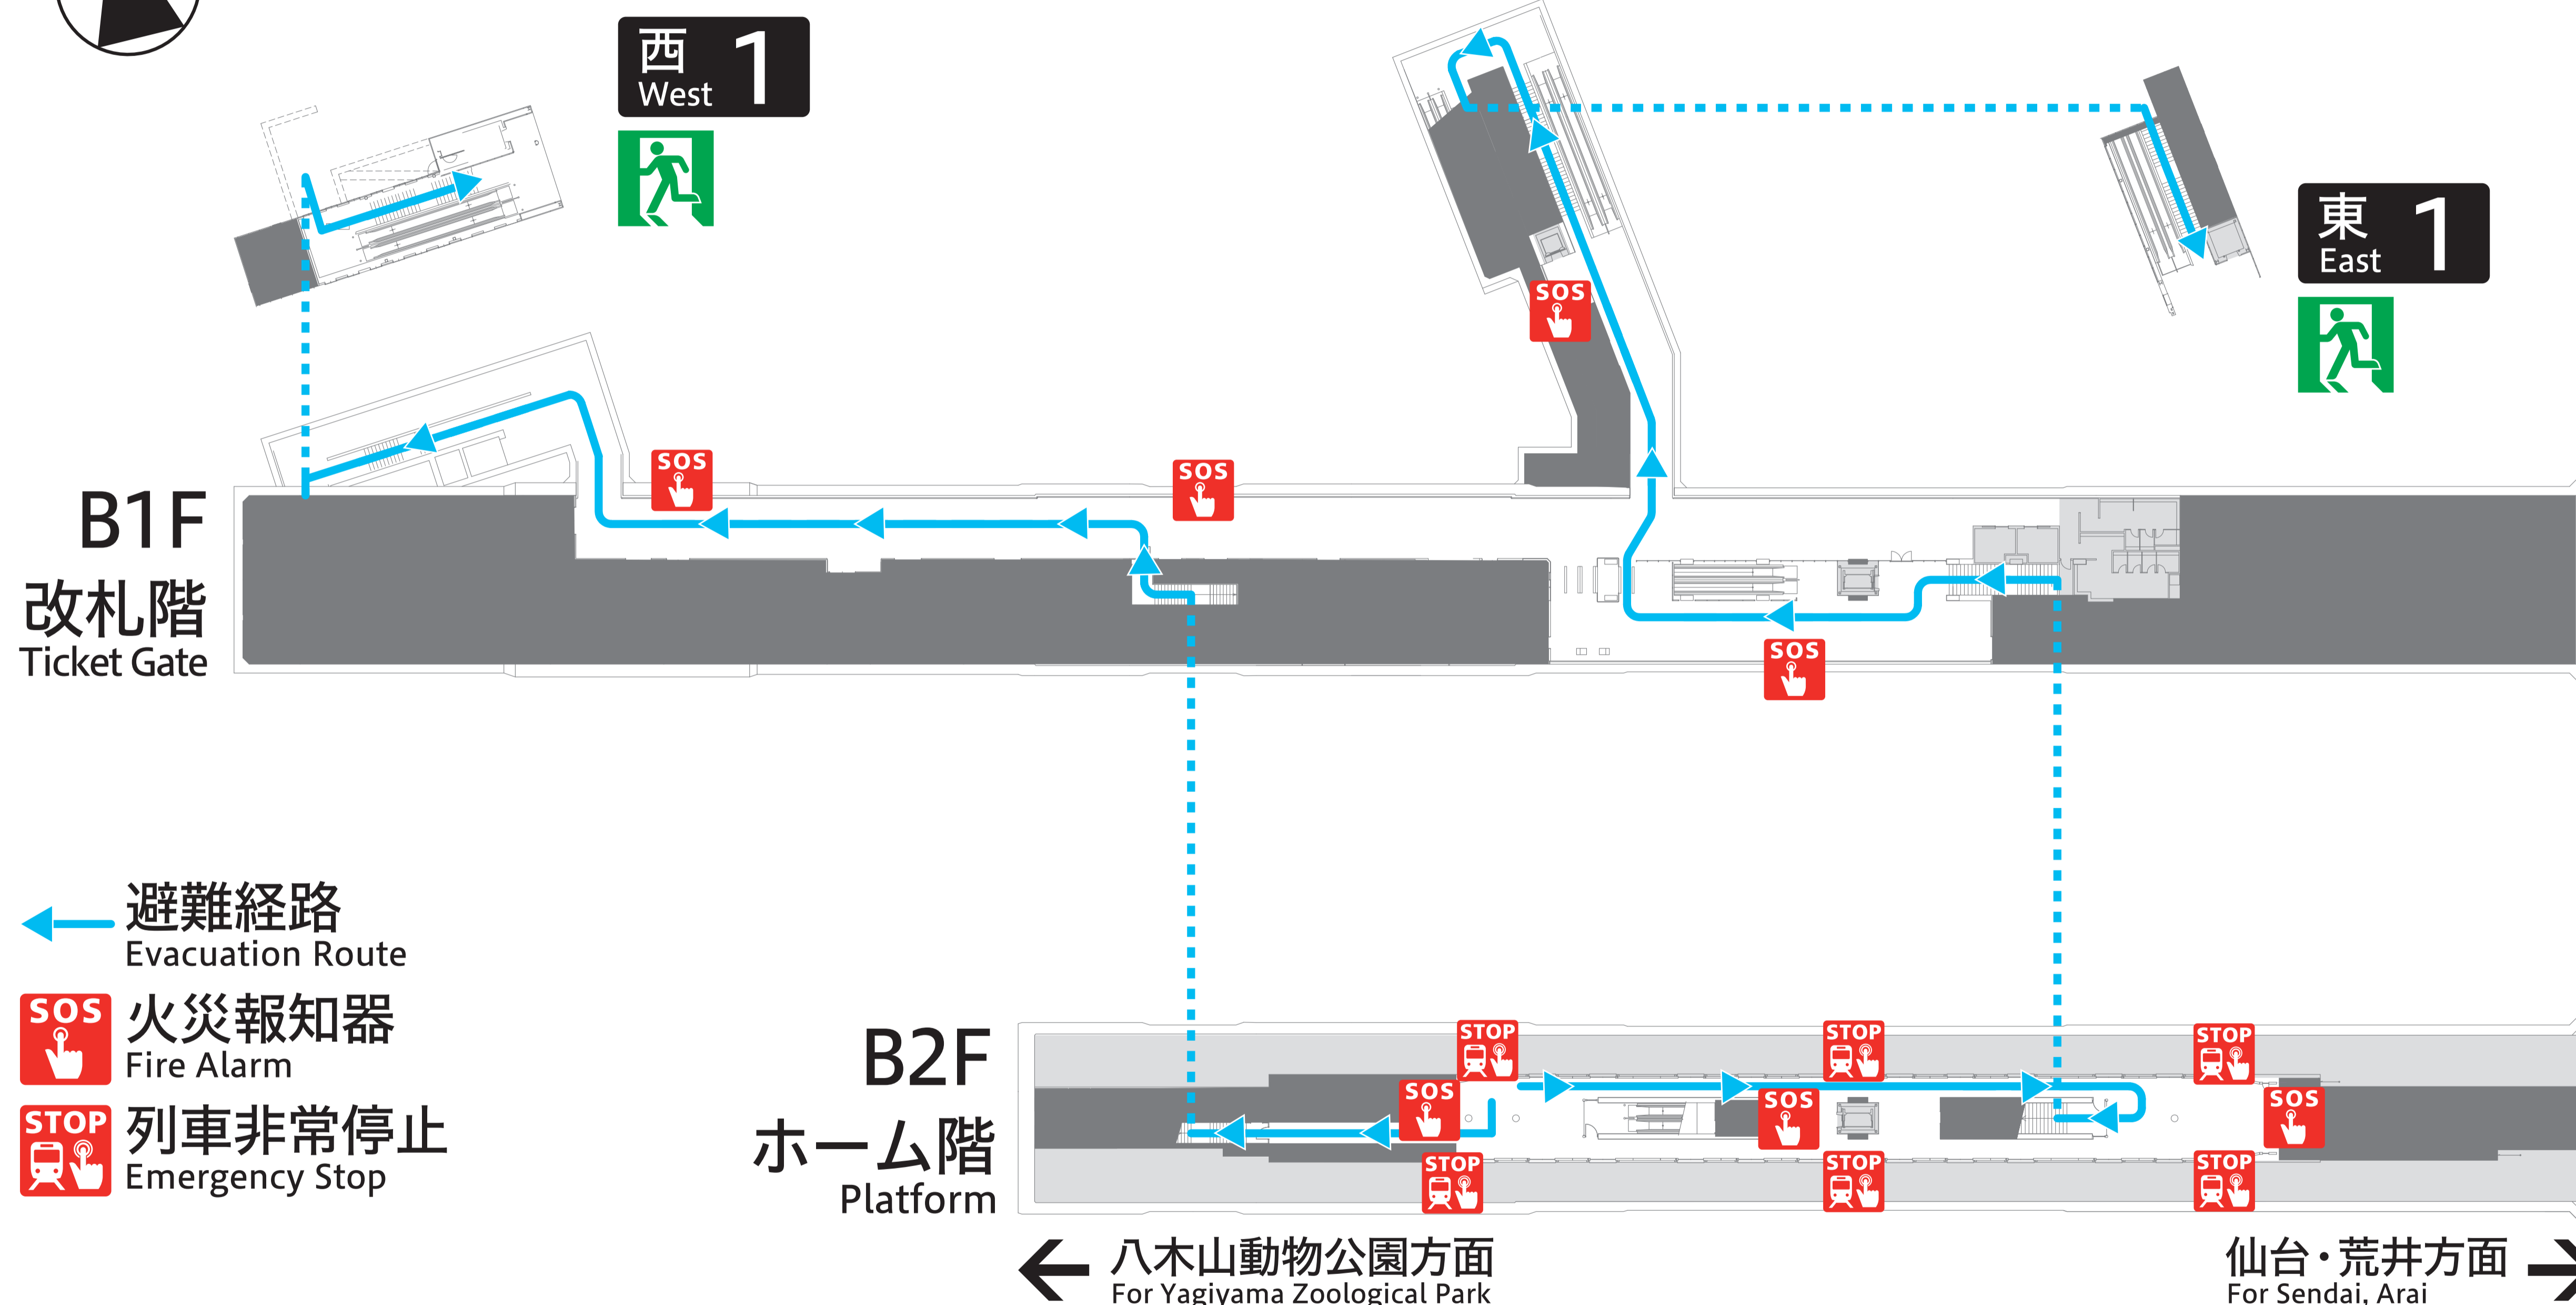 西 1
West
東 1
East
SOS
SOS
SOS
B1F
改札階
Ticket Gate
SOS
避難経路
Evacuation Route
SOS
火災報知器
Fire Alarm
STOP
列車非常停止
Emergency Stop
B2F
ホーム階
Platform
STOP
STOP
STOP
SOS
SOS
SOS
STOP
STOP
STOP
八木山動物公園方面
For Yagiyama Zoological Park
仙台・荒井方面
For Sendai, Arai